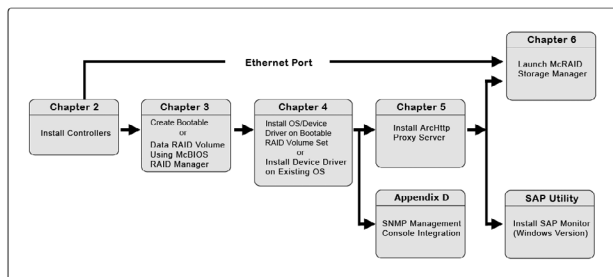 Chapter 6
Launch McRAID
Storage Manager
Ethernet Port
Chapter 2
Install Controllers
Chapter 3
Create Bootable
or
Data RAID Volume
Using McBIOS
RAID Manager
Chapter 4
Install OS/Device
Driver on Bootable
RAID Volume Set
or
Install Device Driver
on Existing OS
Chapter 5
Install ArcHttp
Proxy Server
Appendix D
SNMP Management
Console Integration
SAP Utility
Install SAP Monitor
(Windows Version)